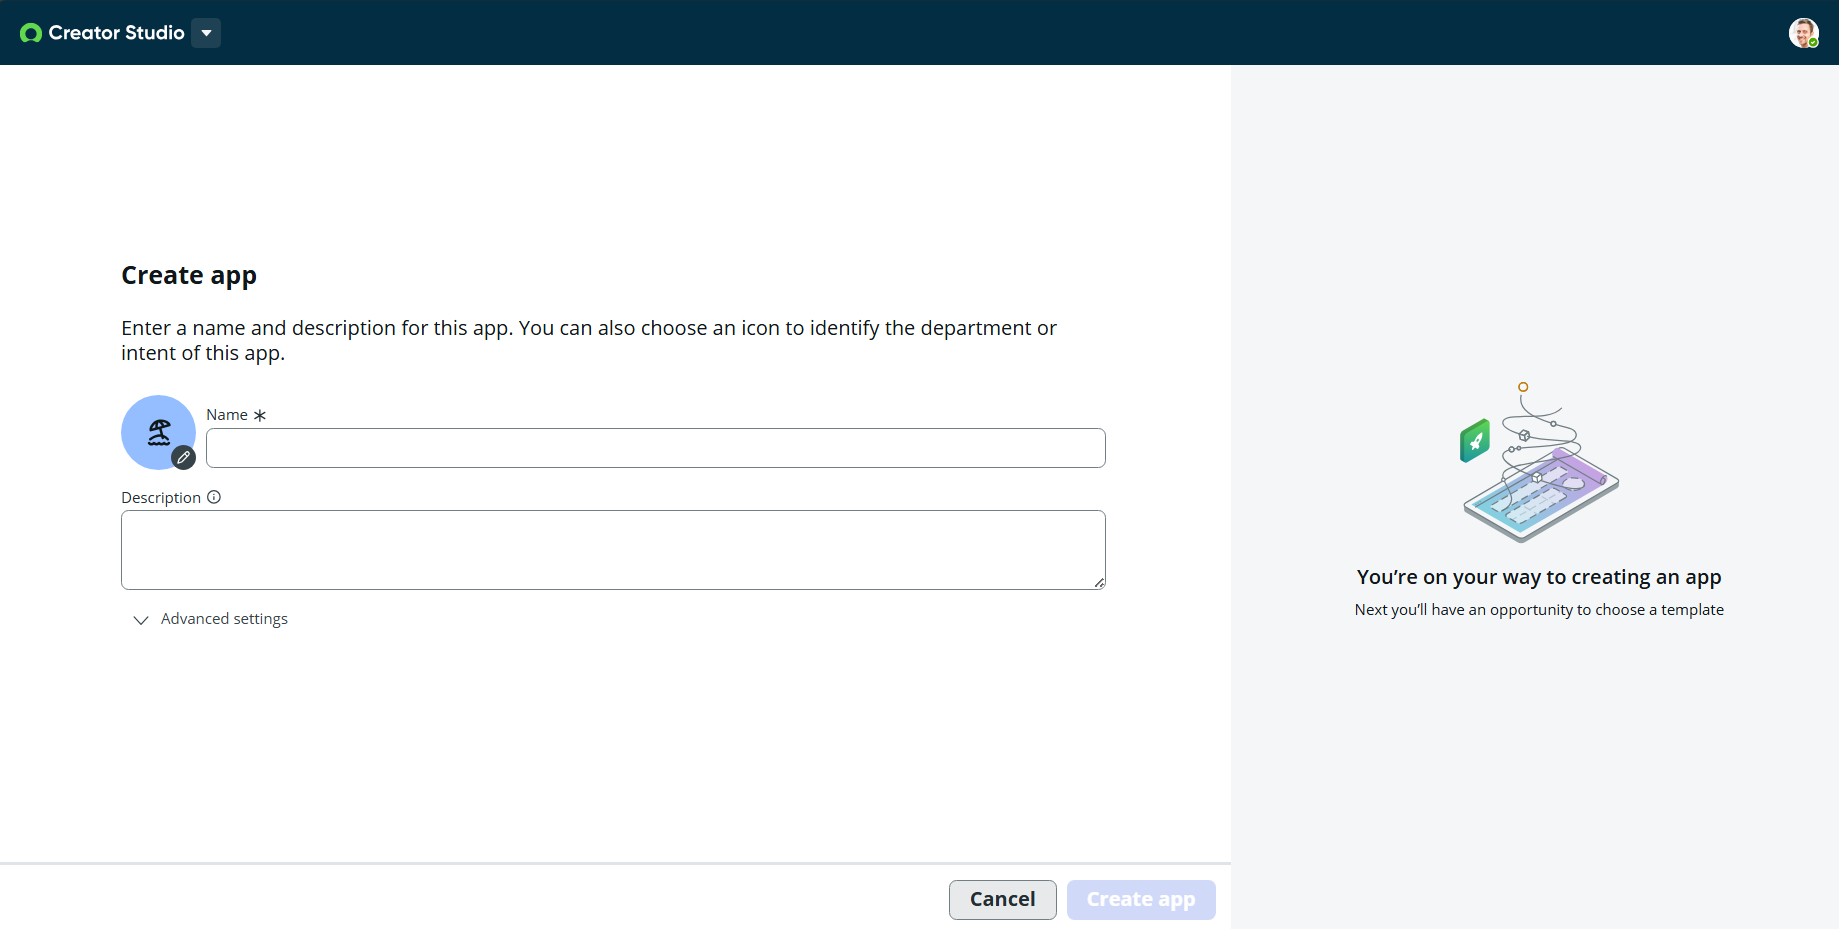 Creator Studio
Create app
Enter a name and description for this app. You can also choose an icon to identify the department or
intent of this app.
Name *
Description
Advanced settings
You’re on your way to creating an app
Next you’ll have an opportunity to choose a template
Cancel
Create app